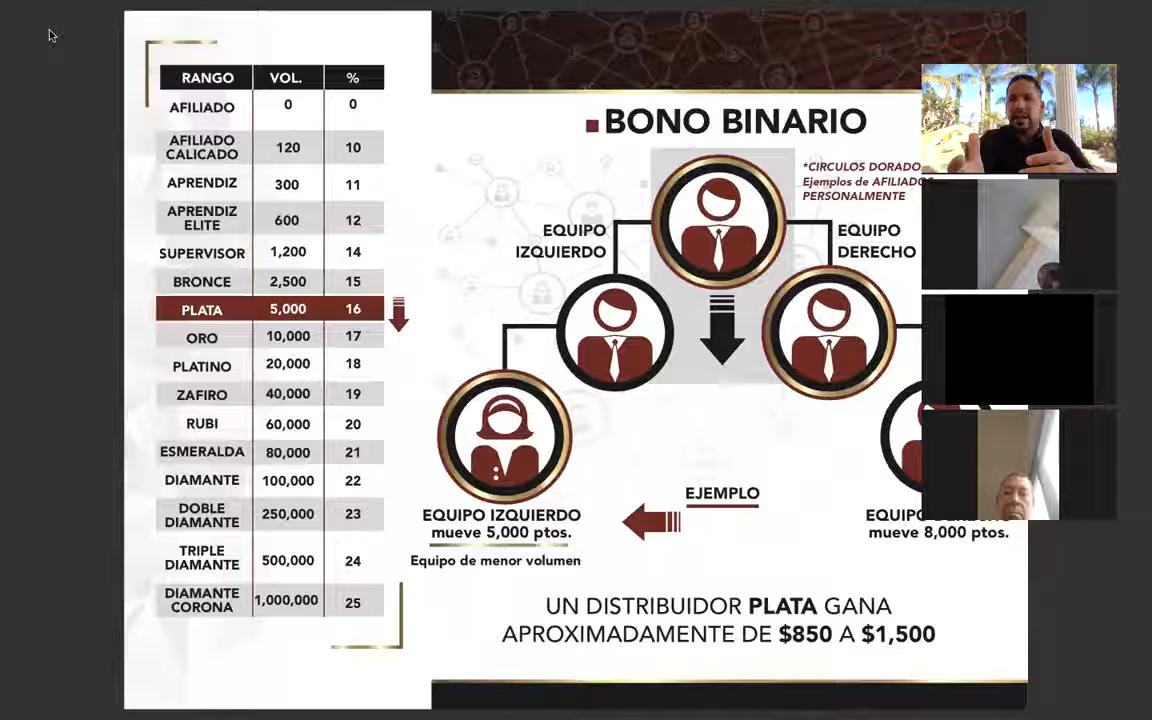 RANGO VOL. %
AFILIADO 0 0
AFILIADO
CALICADO 120 10
APRENDIZ 300 11
APRENDIZ
ELITE 600 12
SUPERVISOR 1,200 14
BRONCE 2,500 15
PLATA 5,000 16
ORO 10,000 17
PLATINO 20,000 18
ZAFIRO 40,000 19
RUBI 60,000 20
ESMERALDA 80,000 21
DIAMANTE 100,000 22
DOBLE
DIAMANTE 250,000 23
TRIPLE
DIAMANTE 500,000 24
DIAMANTE
CORONA 1,000,000 25
BONO BINARIO
*CIRCULOS DORADO
Ejemplos de AFILIADO
PERSONALMENTE
EQUIPO
IZQUIERDO
EQUIPO
DERECHO
EJEMPLO
EQUIPO IZQUIERDO
mueve 5,000 ptos.
Equipo de menor volumen
EQUIPO
mueve 8,000 ptos.
UN DISTRIBUIDOR PLATA GANA
APROXIMADAMENTE DE $850 A $1,500